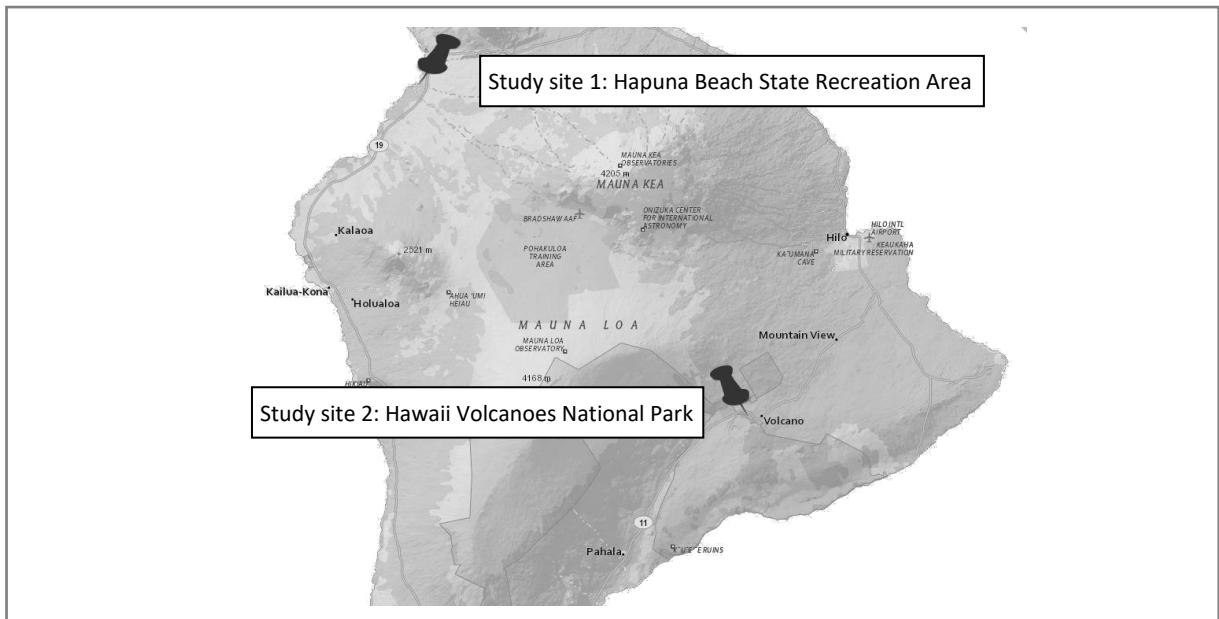 Study site 1: Hapuna Beach State Recreation Area
19
MAUNA KEA
OBSERVATORIES
4205 m
MAUNA KEA
BRADSHAW AAF
ONIZUKA CENTER
FOR INTERNATIONAL
ASTRONOMY
Kalaoa
2521 m
POHAKULOA
TRAINING
AREA
Hilo
HILO INTL
AIRPORT
KEAUKAHA
MILITARY RESERVATION
KAUMANA
CAVE
Kailua-Kona
Holualoa
AHUA 'UMI
HEIAU
MAUNA LOA
MAUNA LOA
OBSERVATORY
Mountain View
4168 m
Study site 2: Hawaii Volcanoes National Park
Volcano
11
Pahala
RUINS